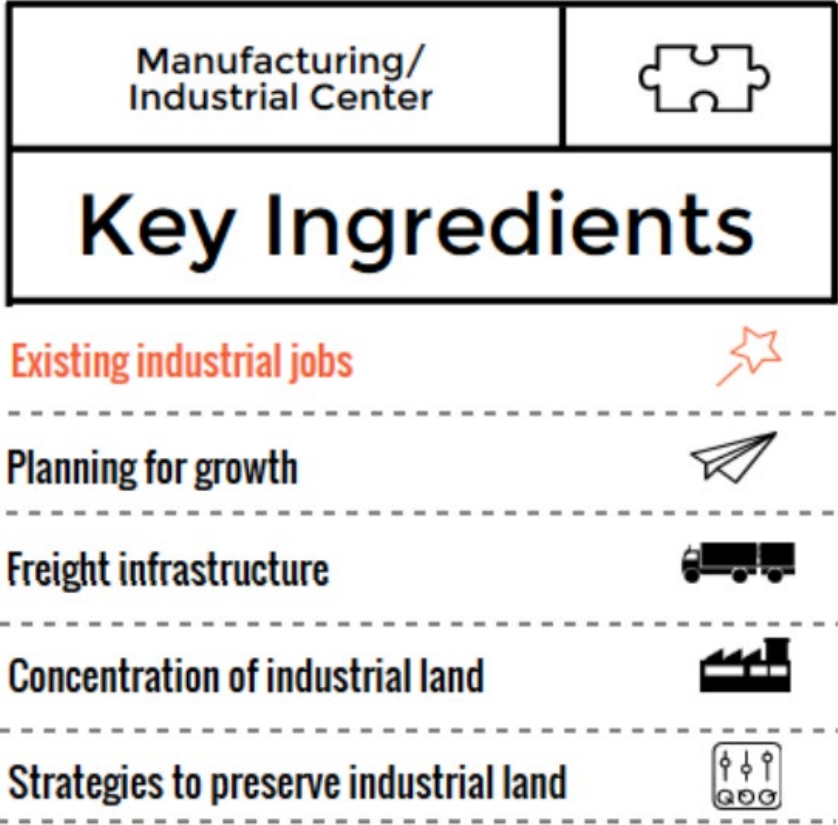 Manufacturing/
Industrial Center
Key Ingredients
Existing industrial jobs
Planning for growth
Freight infrastructure
Concentration of industrial land
Strategies to preserve industrial land